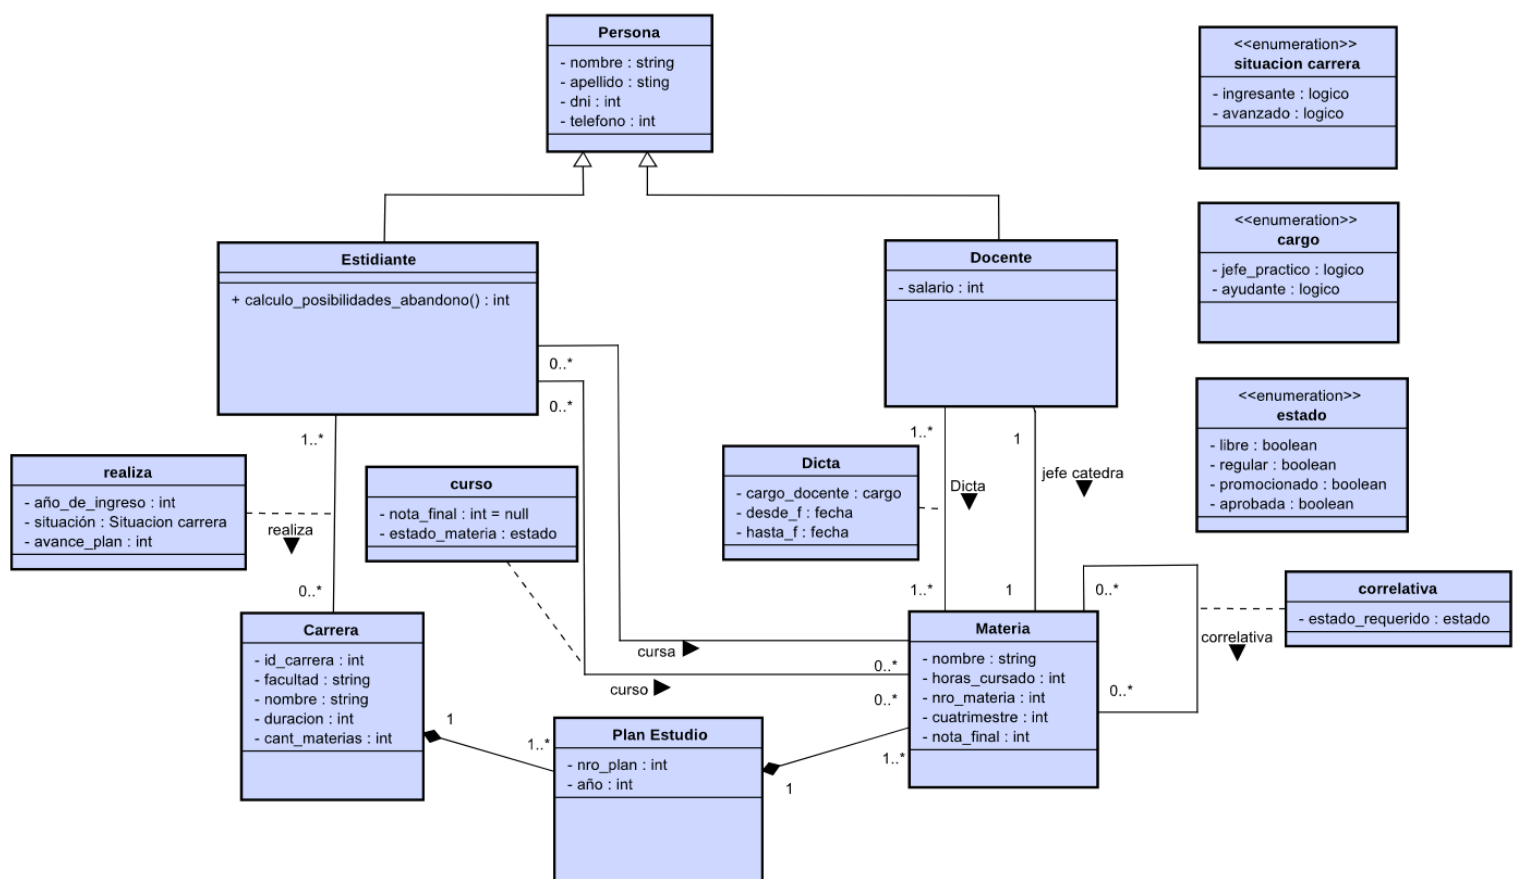 Persona
- nombre : string
- apellido : sting
- dni : int
- telefono : int
<<enumeration>>
situacion carrera
- ingresante : logico
- avanzado : logico
<<enumeration>>
cargo
- jefe_practico : logico
- ayudante : logico
Estidiante
+ calculo_posibilidades_abandono() : int
Docente
- salario : int
0..*
0..*
<<enumeration>>
estado
- libre : boolean
- regular : boolean
- promocionado : boolean
- aprobada : boolean
1..*
1..*
1
realiza
- año_de_ingreso : int
- situación : Situacion carrera
- avance_plan : int
realiza
curso
- nota_final : int = null
- estado_materia : estado
Dicta
- cargo_docente : cargo
- desde_f : fecha
- hasta_f : fecha
Dicta
jefe catedra
0..*
1..*
1
0..*
correlativa
- estado_requerido : estado
correlativa
0..*
Carrera
- id_carrera : int
- facultad : string
- nombre : string
- duracion : int
- cant_materias : int
cursa
curso
0..*
0..*
Materia
- nombre : string
- horas_cursado : int
- nro_materia : int
- cuatrimestre : int
- nota_final : int
1
1..*
Plan Estudio
- nro_plan : int
- año : int
1..*
1